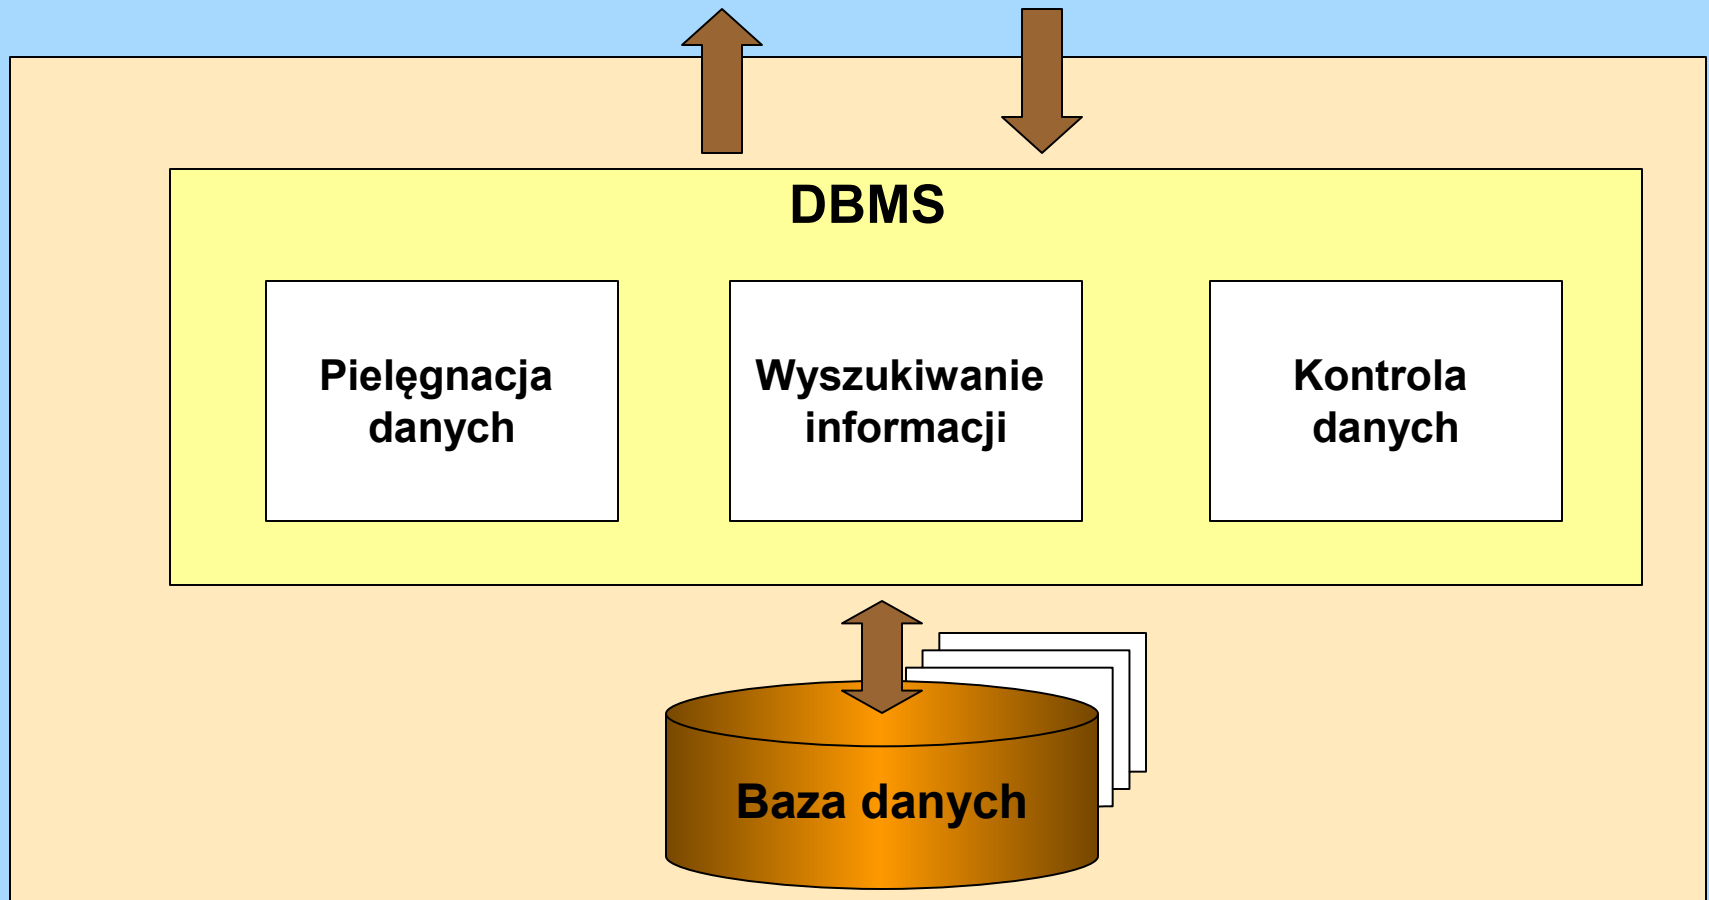 DBMS
Pielęgnacja
danych
Wyszukiwanie
informacji
Kontrola
danych
Baza danych